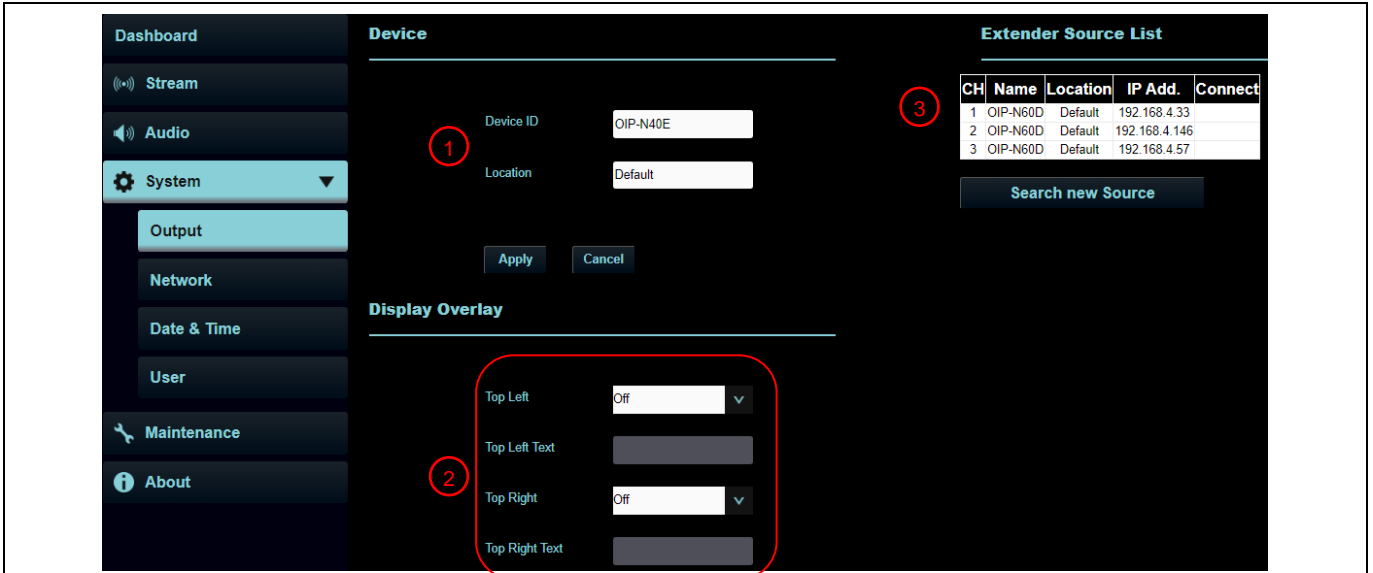 Dashboard
Stream
Audio
System
Output
Network
Date & Time
User
Maintenance
About
Device
1
Device ID OIP-N40E
Location Default
Apply Cancel
Display Overlay
2
Top Left Off
Top Left Text
Top Right Off
Top Right Text
Extender Source List
3
CH Name Location IP Add. Connect
1 OIP-N60D Default 192.168.4.33
2 OIP-N60D Default 192.168.4.146
3 OIP-N60D Default 192.168.4.57
Search new Source